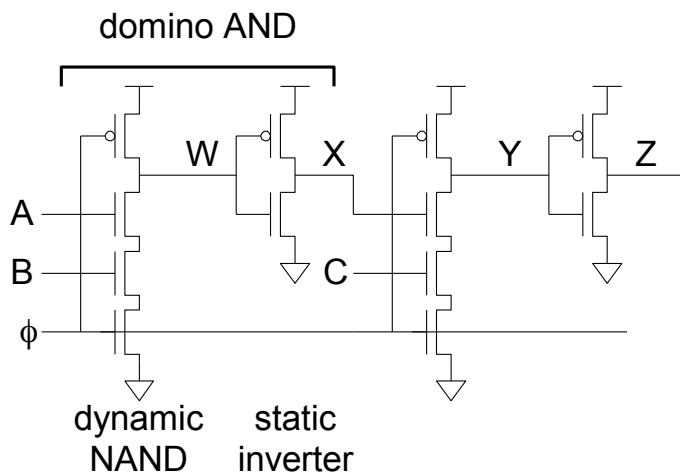 domino AND
W
X
Y
Z
A
B
C
ϕ
dynamic
NAND
static
inverter